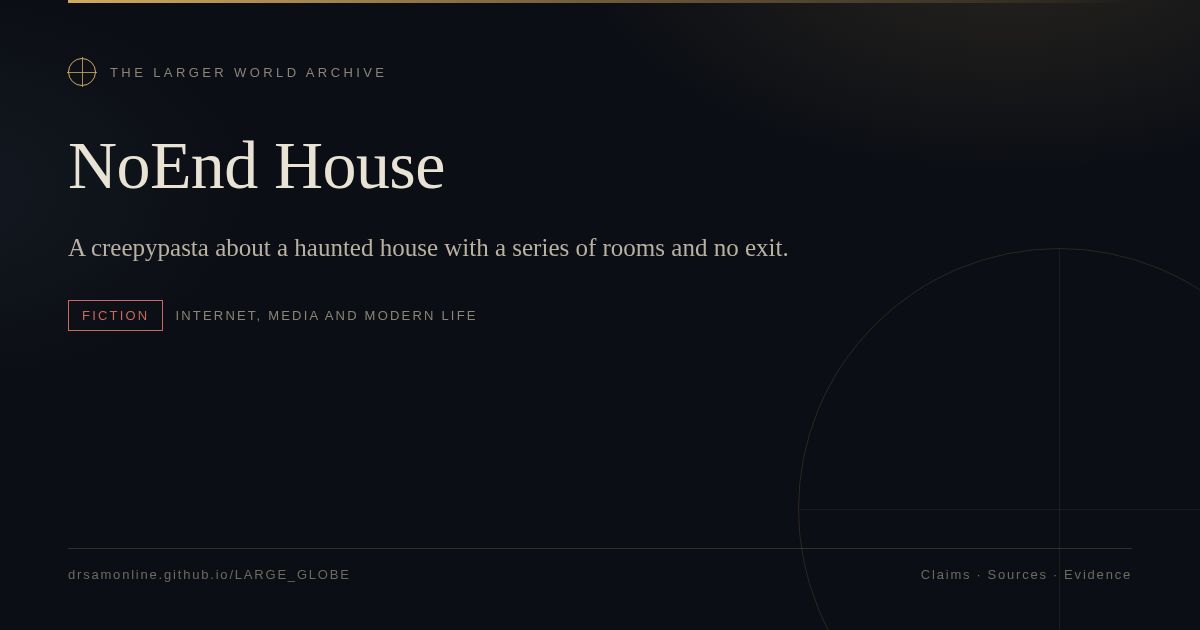 THE LARGER WORLD ARCHIVE
NoEnd House
A creepypasta about a haunted house with a series of rooms and no exit.
FICTION INTERNET, MEDIA AND MODERN LIFE
drsamonline.github.io/LARGE_GLOBE Claims · Sources · Evidence